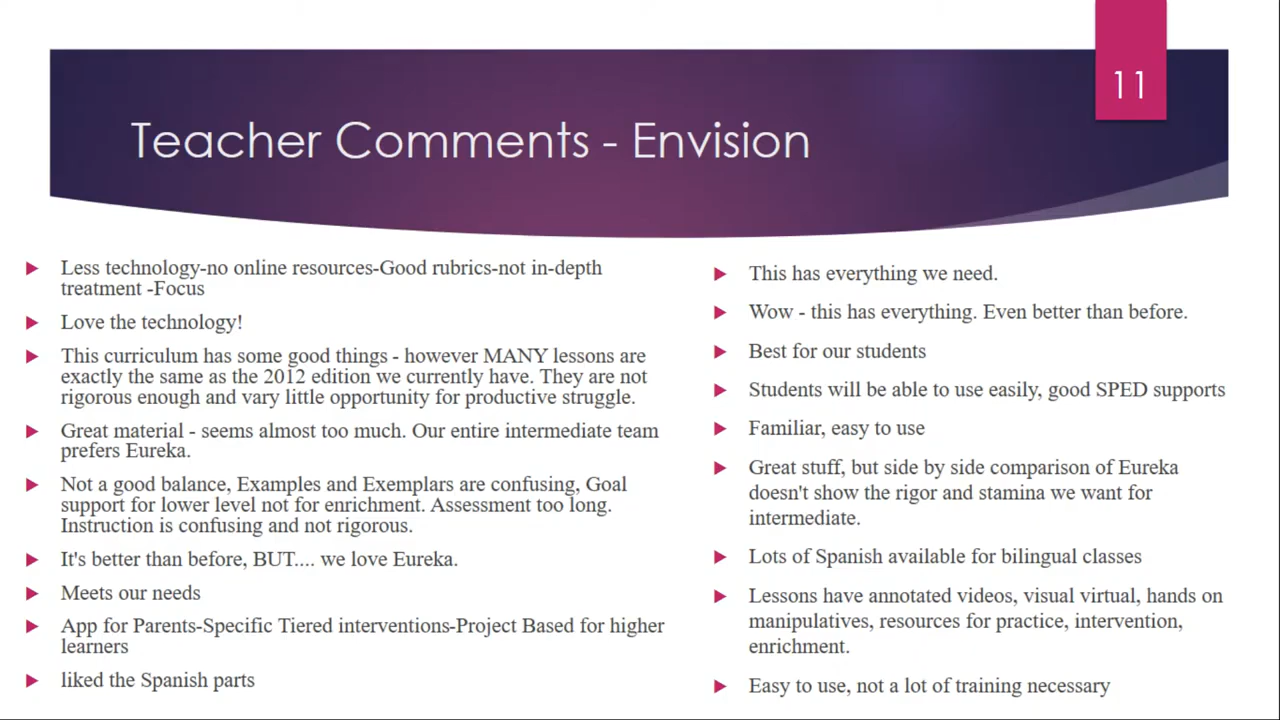 11
Teacher Comments - Envision
Less technology-no online resources-Good rubrics-not in-depth
treatment -Focus
Love the technology!
This curriculum has some good things - however MANY lessons are
exactly the same as the 2012 edition we currently have. They are not
rigorous enough and vary little opportunity for productive struggle.
Great material - seems almost too much. Our entire intermediate team
prefers Eureka.
Not a good balance, Examples and Exemplars are confusing, Goal
support for lower level not for enrichment. Assessment too long.
Instruction is confusing and not rigorous.
It's better than before, BUT.... we love Eureka.
Meets our needs
App for Parents-Specific Tiered interventions-Project Based for higher
learners
liked the Spanish parts
This has everything we need.
Wow - this has everything. Even better than before.
Best for our students
Students will be able to use easily, good SPED supports
Familiar, easy to use
Great stuff, but side by side comparison of Eureka
doesn't show the rigor and stamina we want for
intermediate.
Lots of Spanish available for bilingual classes
Lessons have annotated videos, visual virtual, hands on
manipulatives, resources for practice, intervention,
enrichment.
Easy to use, not a lot of training necessary